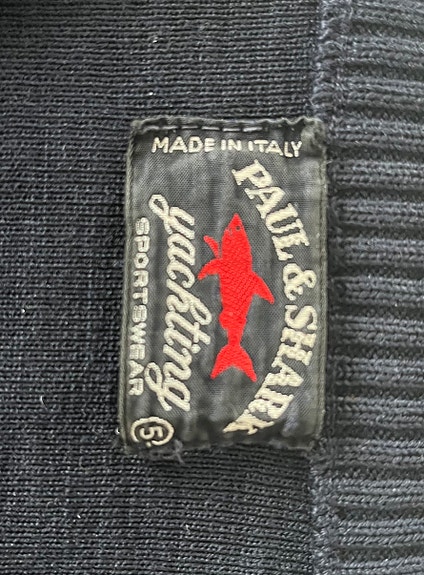 MADE IN ITALY
PAUL & SHARK
yachting
SPORTSWEAR
5